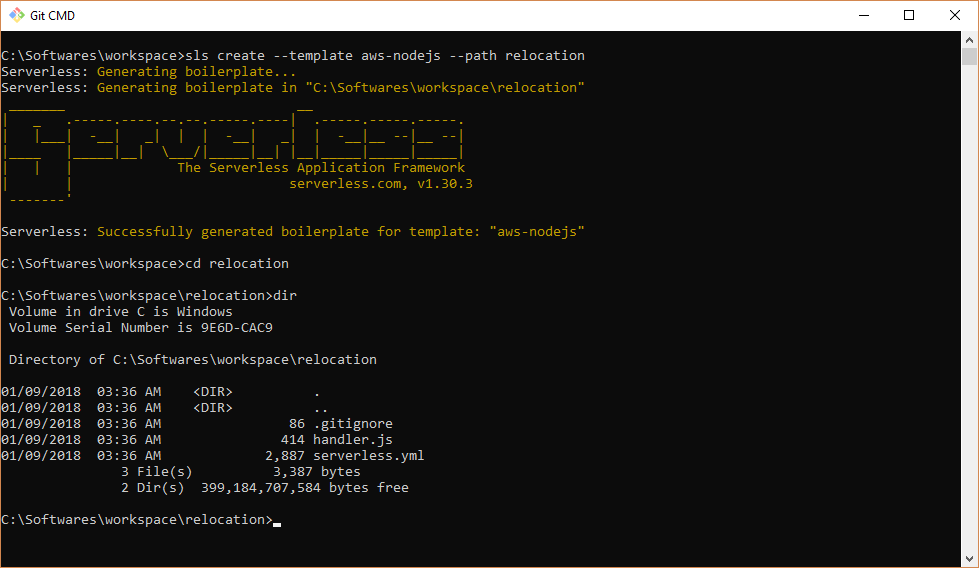 Git CMD
C:\Softwares\workspace>sls create --template aws-nodejs --path relocation
Serverless: Generating boilerplate...
Serverless: Generating boilerplate in "C:\Softwares\workspace\relocation"
 _______                             __
|   _   .-----.----.--.--.-----.----|  .-----.-----.-----.
|   |___|  -__|   _|  |  |  -__|   _|  |  -__|__ --|__ --|
|____   |_____|__|  \___/|_____|__| |__|_____|_____|_____|
|   |   |             The Serverless Application Framework
|       |                           serverless.com, v1.30.3
 -------'
Serverless: Successfully generated boilerplate for template: "aws-nodejs"
C:\Softwares\workspace>cd relocation
C:\Softwares\workspace\relocation>dir
 Volume in drive C is Windows
 Volume Serial Number is 9E6D-CAC9
 Directory of C:\Softwares\workspace\relocation
01/09/2018  03:36 AM    <DIR>          .
01/09/2018  03:36 AM    <DIR>          ..
01/09/2018  03:36 AM                86 .gitignore
01/09/2018  03:36 AM               414 handler.js
01/09/2018  03:36 AM             2,887 serverless.yml
               3 File(s)          3,387 bytes
               2 Dir(s)  399,184,707,584 bytes free
C:\Softwares\workspace\relocation>